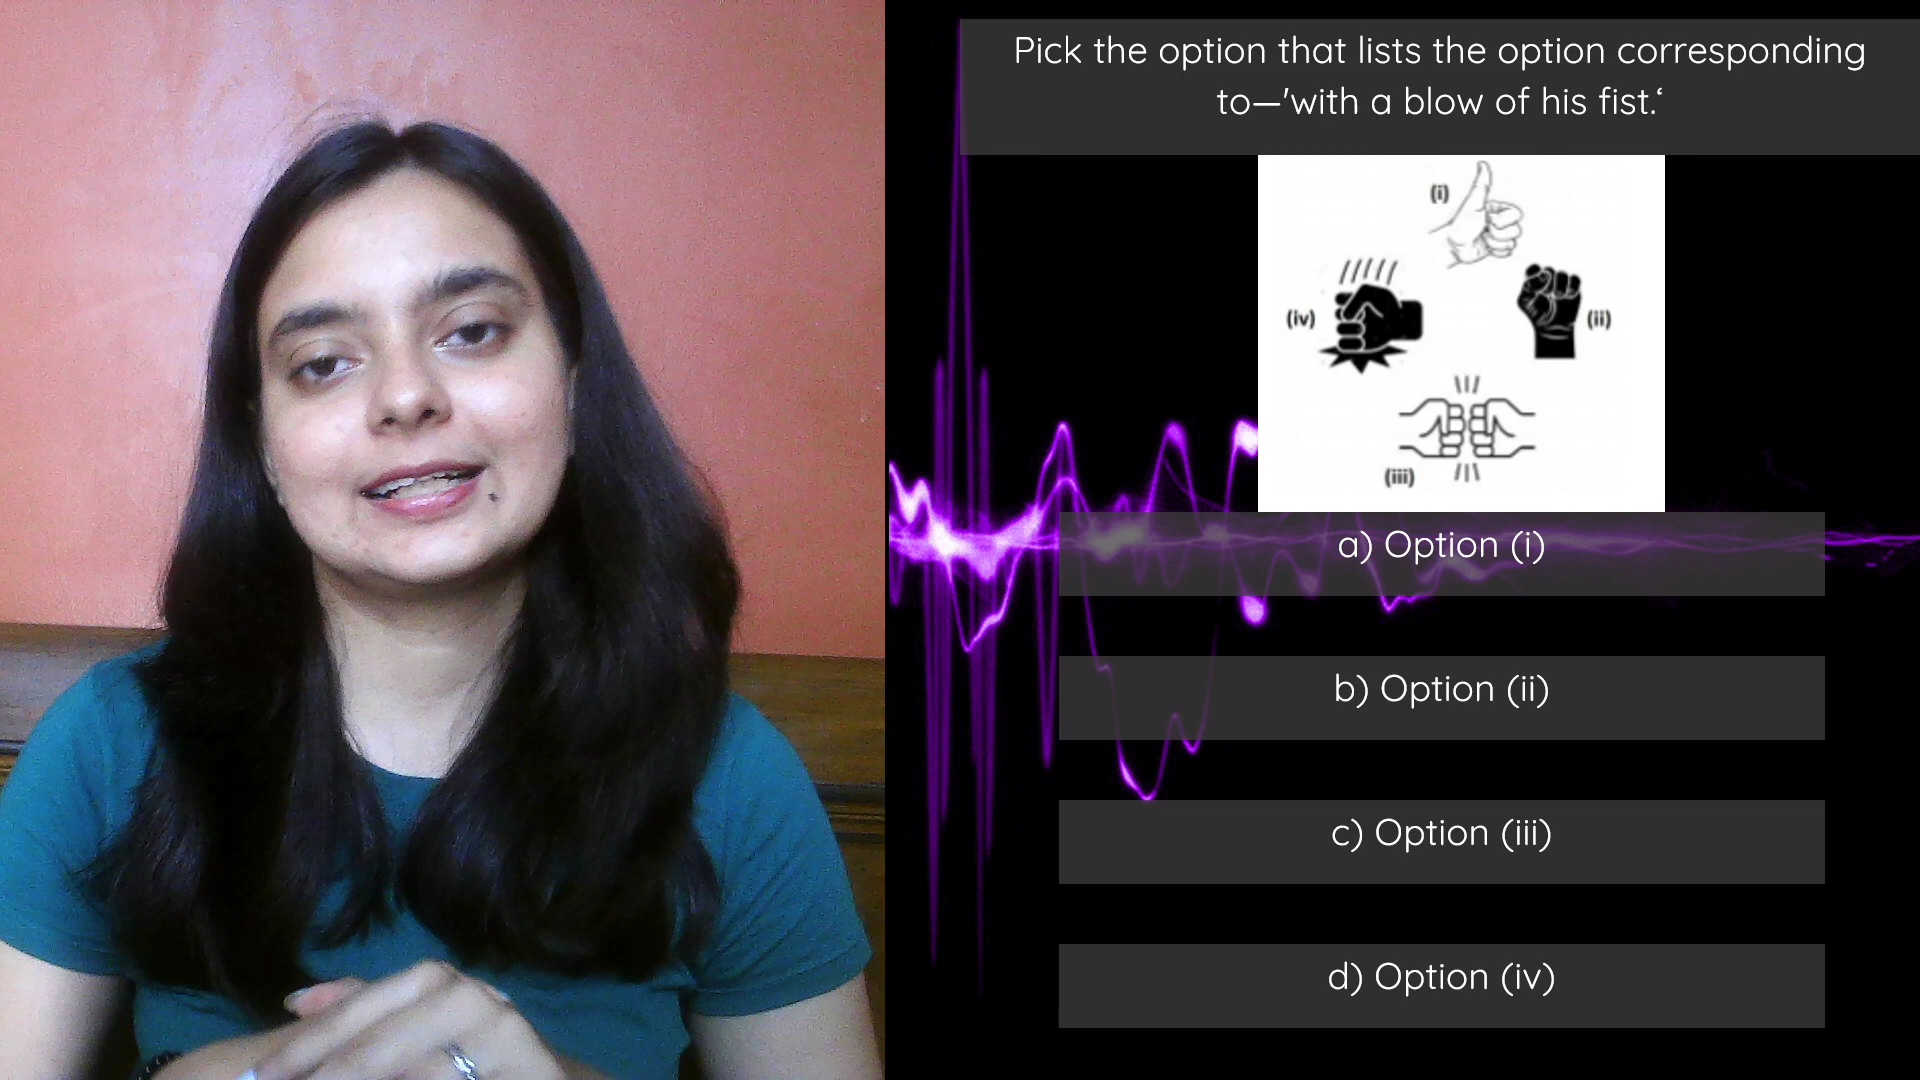 Pick the option that lists the option corresponding
to—'with a blow of his fist.‘
(i)
(iv)
(ii)
(iii)
a) Option (i)
b) Option (ii)
c) Option (iii)
d) Option (iv)